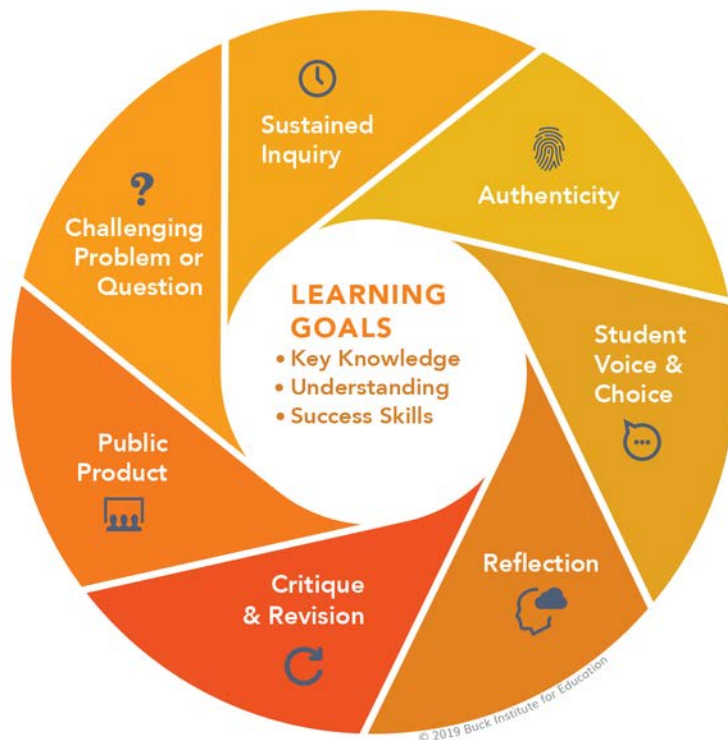 Sustained
Inquiry
Authenticity
Student
Voice &
Choice
Reflection
Critique
& Revision
Public
Product
?
Challenging
Problem or
Question
LEARNING
GOALS
• Key Knowledge
• Understanding
• Success Skills
© 2019 Buck Institute for Education